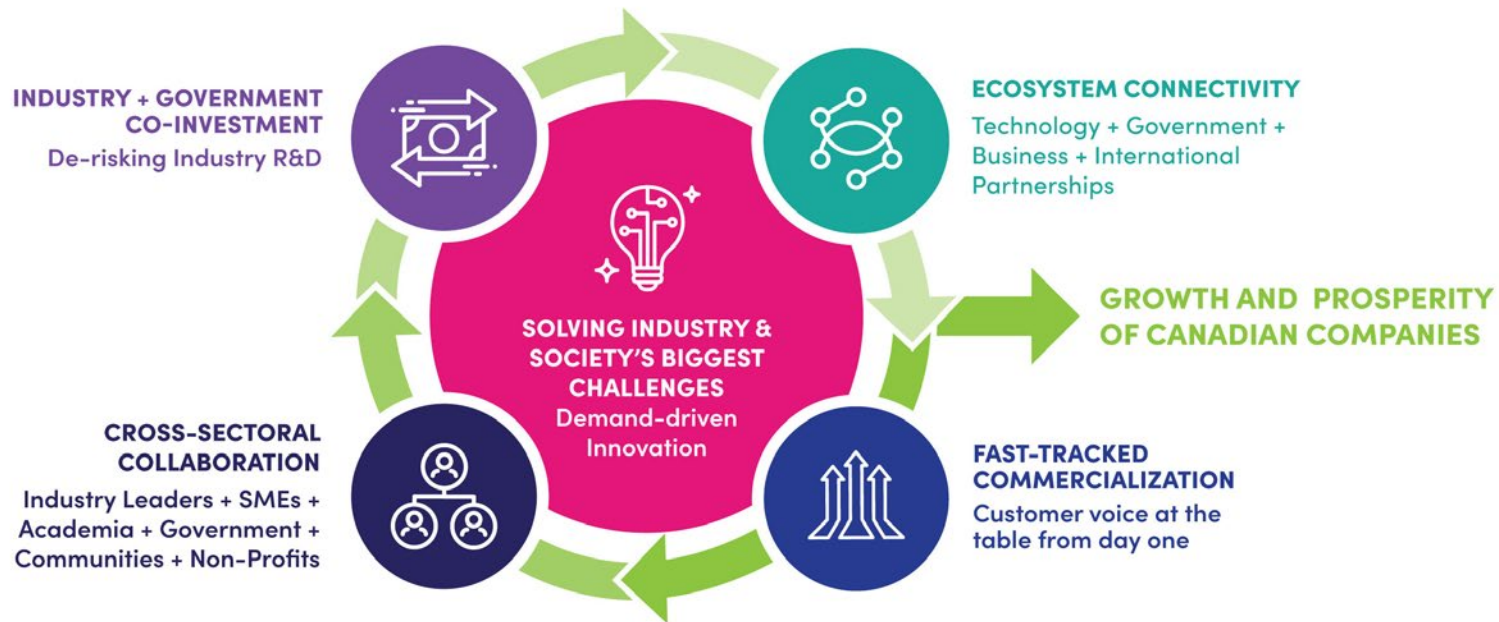 INDUSTRY + GOVERNMENT
CO-INVESTMENT
De-risking Industry R&D
ECOSYSTEM CONNECTIVITY
Technology + Government +
Business + International
Partnerships
SOLVING INDUSTRY &
SOCIETY'S BIGGEST
CHALLENGES
Demand-driven
Innovation
GROWTH AND PROSPERITY
OF CANADIAN COMPANIES
CROSS-SECTORAL
COLLABORATION
Industry Leaders + SMEs +
Academia + Government +
Communities + Non-Profits
FAST-TRACKED
COMMERCIALIZATION
Customer voice at the
table from day one